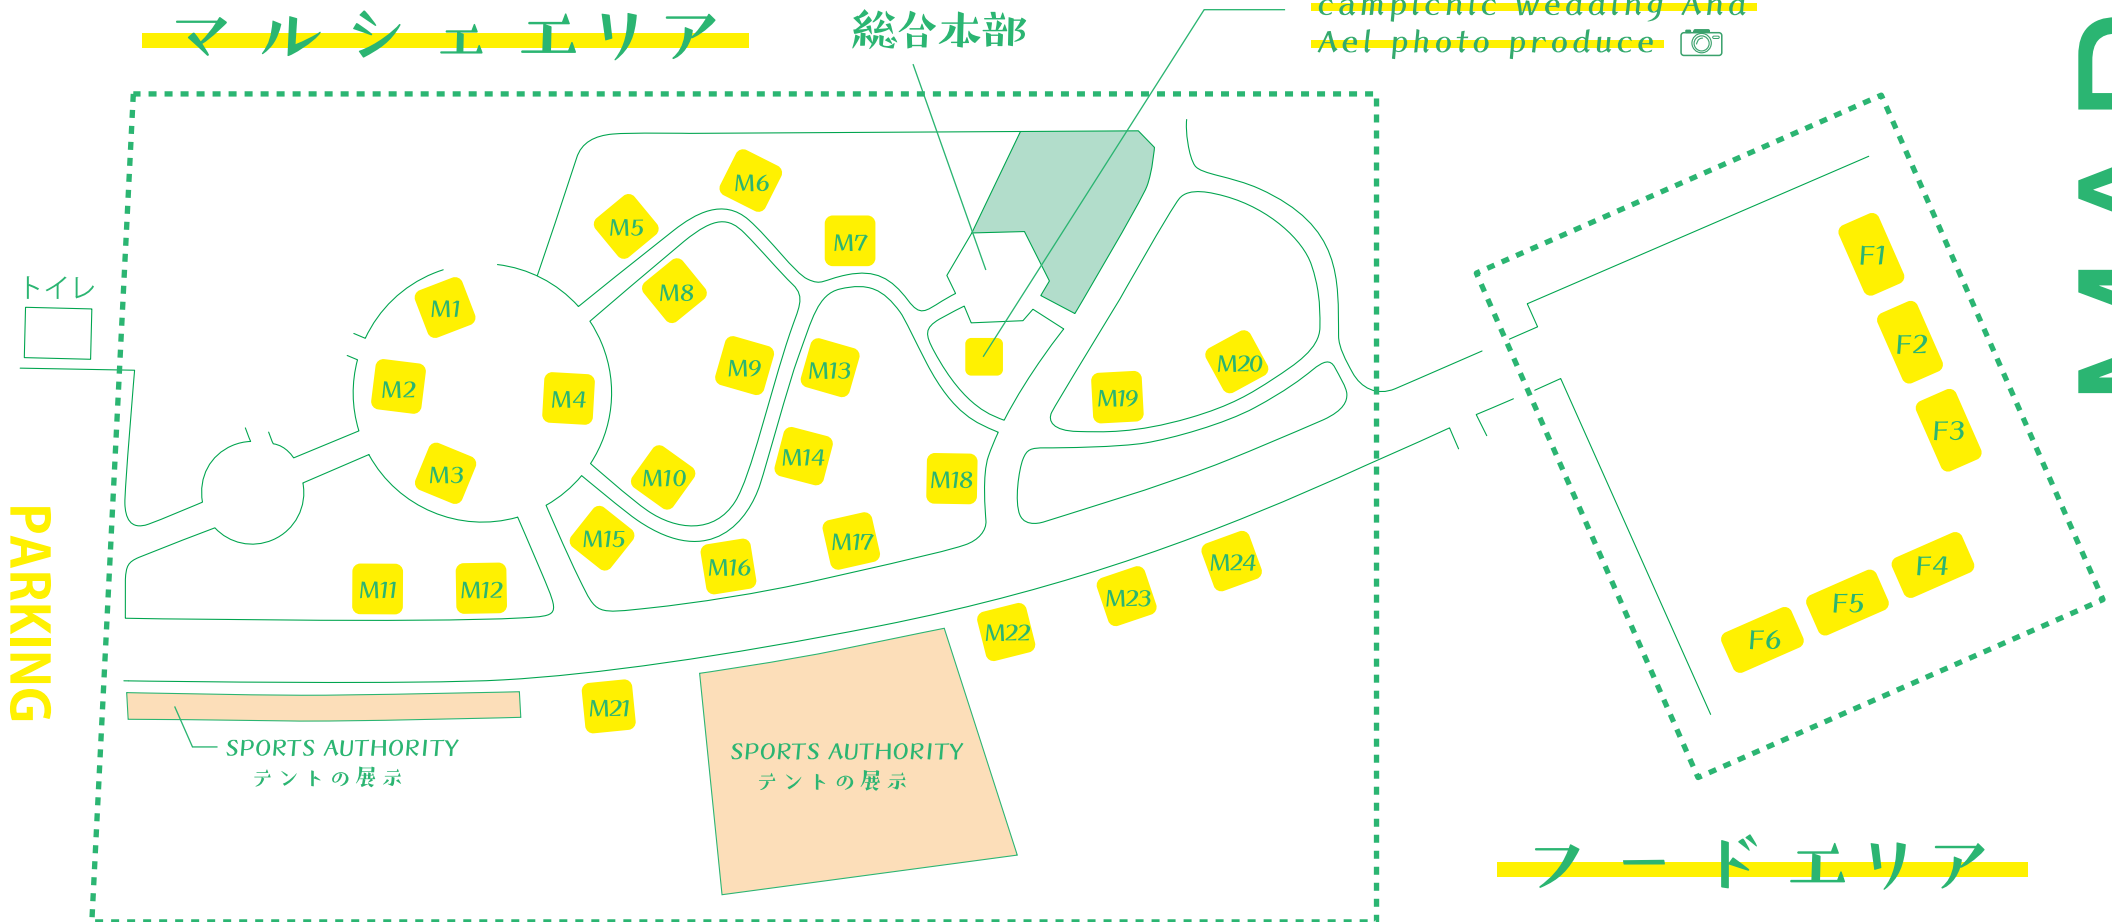 マルシェエリア
総合本部
campicnic wedding And
Ael photo produce
MAP
M6
M5
M7
トイレ
M8
M1
M9
M13
M20
M2
M4
M19
M14
M3
M10
M18
M15
M17
M16
M24
M11
M12
M23
M22
M21
PARKING
SPORTS AUTHORITY
テントの展示
SPORTS AUTHORITY
テントの展示
F1
F2
F3
F4
F5
F6
フードエリア